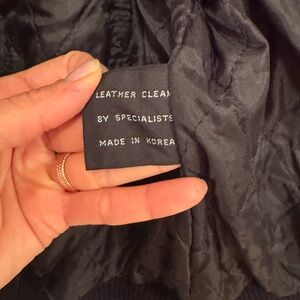 LEATHER CLEAN
BY SPECIALISTS
MADE IN KOREA